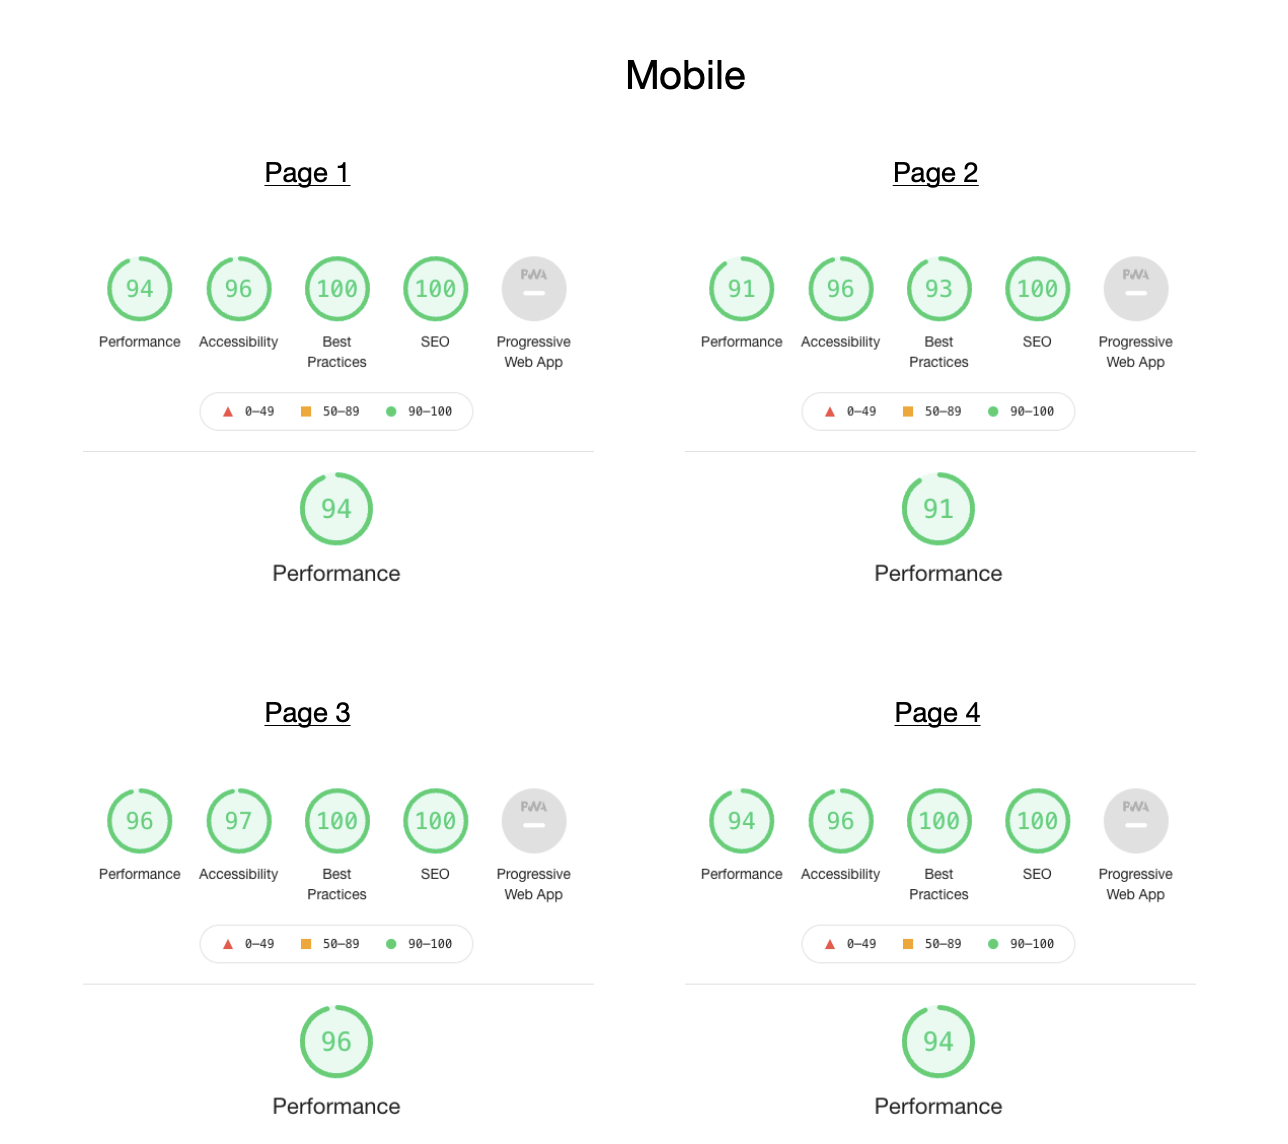 Mobile
Page 1
94 96 100 100 PWA
Performance Accessibility Best Practices SEO Progressive Web App
0–49 50–89 90–100
94
Performance
Page 2
91 96 93 100 PWA
Performance Accessibility Best Practices SEO Progressive Web App
0–49 50–89 90–100
91
Performance
Page 3
96 97 100 100 PWA
Performance Accessibility Best Practices SEO Progressive Web App
0–49 50–89 90–100
96
Performance
Page 4
94 96 100 100 PWA
Performance Accessibility Best Practices SEO Progressive Web App
0–49 50–89 90–100
94
Performance